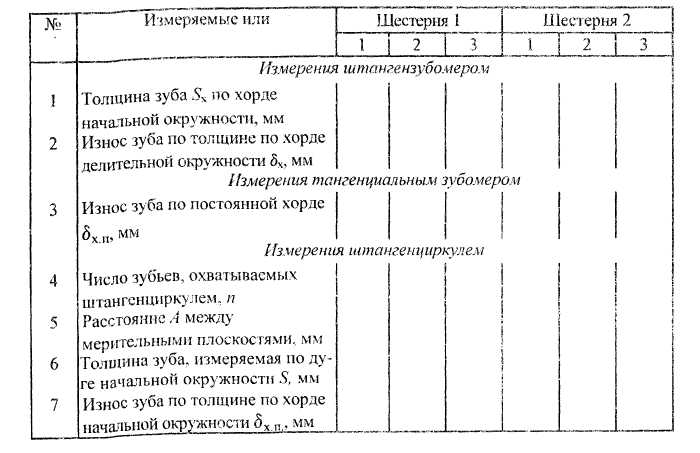 № Измеряемые или Шестерня 1 Шестерня 2
1 2 3 1 2 3
Измерения штангензубомером
1 Толщина зуба Sх по хорде
начальной окружности, мм
2 Износ зуба по толщине по хорде
делительной окружности δх, мм
Измерения тангенциальным зубомером
3 Износ зуба по постоянной хорде
δх.п, мм
Измерения штангенциркулем
4 Число зубьев, охватываемых
штангенциркулем, n
5 Расстояние А между
мерительными плоскостями, мм
6 Толщина зуба, измеряемая по ду-
ге начальной окружности S, мм
7 Износ зуба по толщине по хорде
начальной окружности δх.п., мм